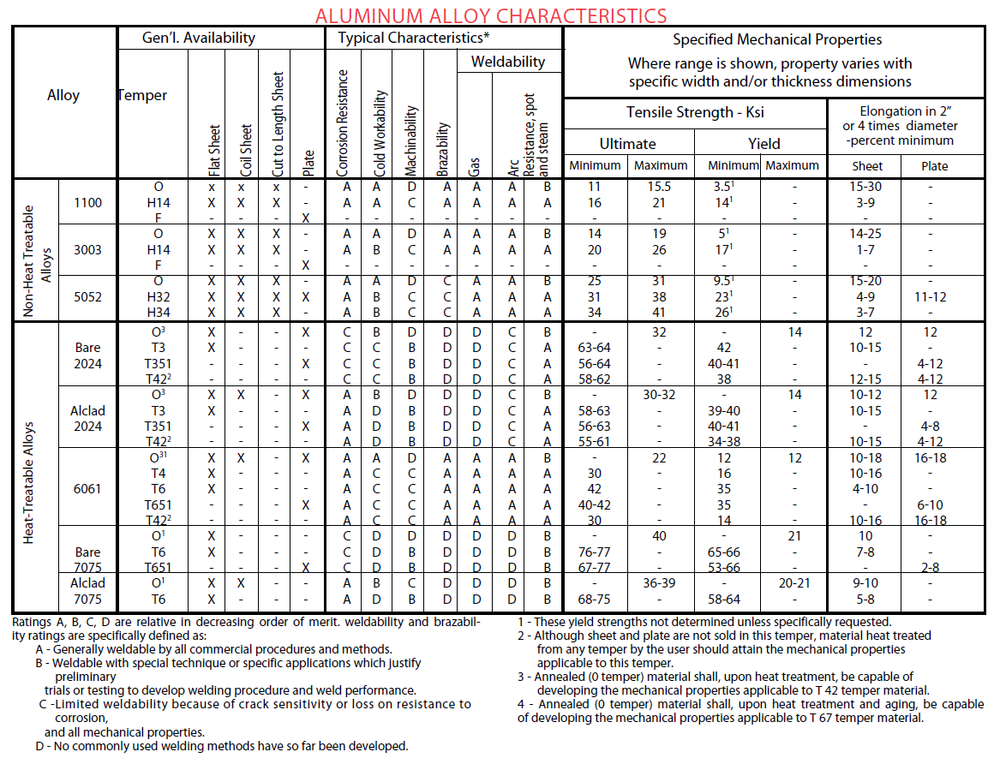 ALUMINUM ALLOY CHARACTERISTICS
Alloy
Temper
Gen’l. Availability
Flat Sheet
Coil Sheet
Cut to Length Sheet
Plate
Typical Characteristics*
Corrosion Resistance
Cold Workability
Machinability
Brazability
Weldability
Gas
Arc
Resistance, spot
and steam
Specified Mechanical Properties
Where range is shown, property varies with
specific width and/or thickness dimensions
Tensile Strength - Ksi
Ultimate
Yield
Minimum Maximum Minimum Maximum
Elongation in 2”
or 4 times diameter
-percent minimum
Sheet Plate
Non-Heat Treatable
Alloys
1100
O x x x - A A D A A A B 11 15.5 3.5¹ - 15-30 -
H14 X X X - A A C A A A A 16 21 14¹ - 3-9 -
F - - - X - - - - - - - - - - - - -
3003
O X X X - A A D A A A B 14 19 5¹ - 14-25 -
H14 X X X - A B C A A A A 20 26 17¹ - 1-7 -
F - - - X - - - - - - - - - - - - -
5052
O X X X - A A D C A A B 25 31 9.5¹ - 15-20 -
H32 X X X X A B C C A A A 31 38 23¹ - 4-9 11-12
H34 X X X - A B C C A A A 34 41 26¹ - 3-7 -
Heat-Treatable Alloys
Bare
2024
O³ X - - X C B D D D C B - 32 - 14 12 12
T3 X - - - C C B D D C A 63-64 - 42 - 10-15 -
T351 - - - X C C B D D C A 56-64 - 40-41 - - 4-12
T42² - - - - C C B D D C A 58-62 - 38 - 12-15 4-12
Alclad
2024
O³ X X - X A B D D D C B - 30-32 - 14 10-12 12
T3 X - - - A D B D D C A 58-63 - 39-40 - 10-15 -
T351 - - - X A D B D D C A 56-63 - 40-41 - - 4-8
T42² - - - - A D B D D C A 55-61 - 34-38 - 10-15 4-12
6061
O³¹ X X - X A A D A A A B - 22 12 12 10-18 16-18
T4 X - - - A C C A A A A 30 - 16 - 10-16 -
T6 X - - - A C C A A A A 42 - 35 - 4-10 -
T651 - - - X A C C A A A A 40-42 - 35 - - 6-10
T42² - - - - A C C A A A A 30 - 14 - 10-16 16-18
Bare
7075
O¹ X - - - C D D D D D B - 40 - 21 10 -
T6 X - - - C D B D D D B 76-77 - 65-66 - 7-8 -
T651 - - - X C D B D D D B 67-77 - 53-66 - - 2-8
Alclad
7075
O¹ X X - - A B C D D D B - 36-39 - 20-21 9-10 -
T6 X - - - A D B D D D B 68-75 - 58-64 - 5-8 -
Ratings A, B, C, D are relative in decreasing order of merit. weldability and brazabil-
ity ratings are specifically defined as:
A - Generally weldable by all commercial procedures and methods.
B - Weldable with special technique or specific applications which justify
preliminary
trials or testing to develop welding procedure and weld performance.
C -Limited weldability because of crack sensitivity or loss on resistance to
corrosion,
and all mechanical properties.
D - No commonly used welding methods have so far been developed.
1 - These yield strengths not determined unless specifically requested.
2 - Although sheet and plate are not sold in this temper, material heat treated
from any temper by the user should attain the mechanical properties
applicable to this temper.
3 - Annealed (0 temper) material shall, upon heat treatment, be capable of
developing the mechanical properties applicable to T 42 temper material.
4 - Annealed (0 temper) material shall, upon heat treatment and aging, be capable
of developing the mechanical properties applicable to T 67 temper material.